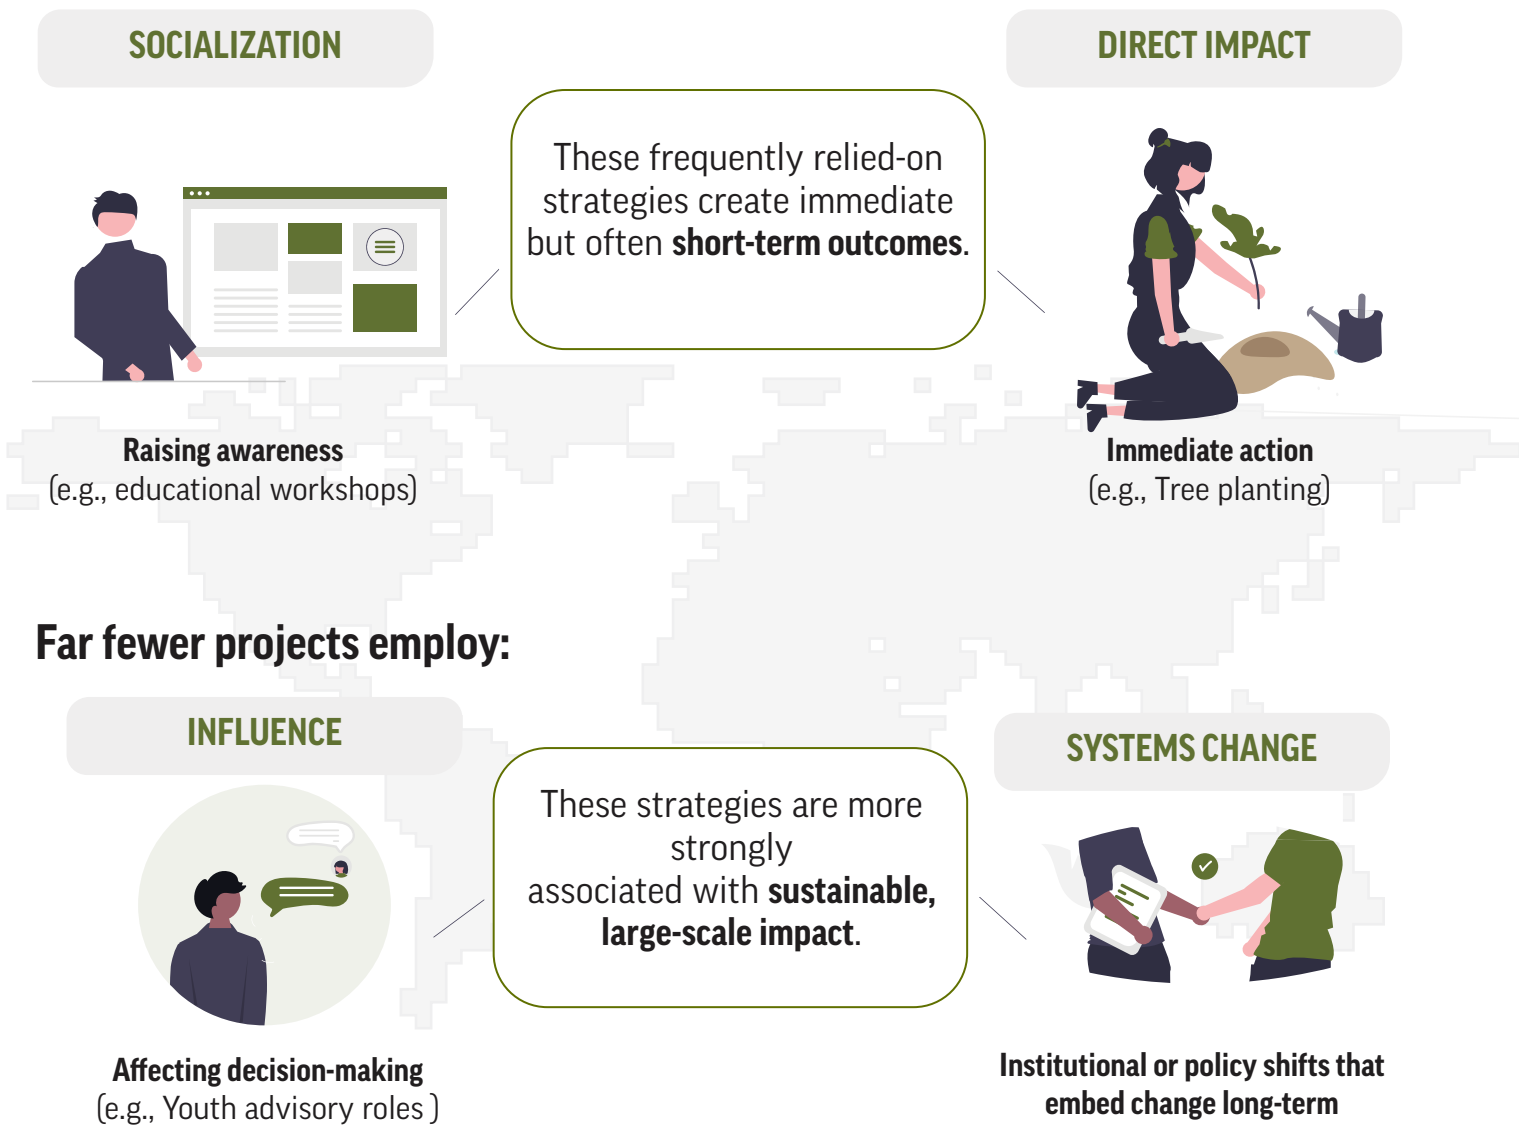 SOCIALIZATION
DIRECT IMPACT
These frequently relied-on
strategies create immediate
but often short-term outcomes.
Raising awareness
(e.g., educational workshops)
Immediate action
(e.g., Tree planting)
Far fewer projects employ:
INFLUENCE
SYSTEMS CHANGE
These strategies are more
strongly
associated with sustainable,
large-scale impact.
Affecting decision-making
(e.g., Youth advisory roles )
Institutional or policy shifts that
embed change long-term